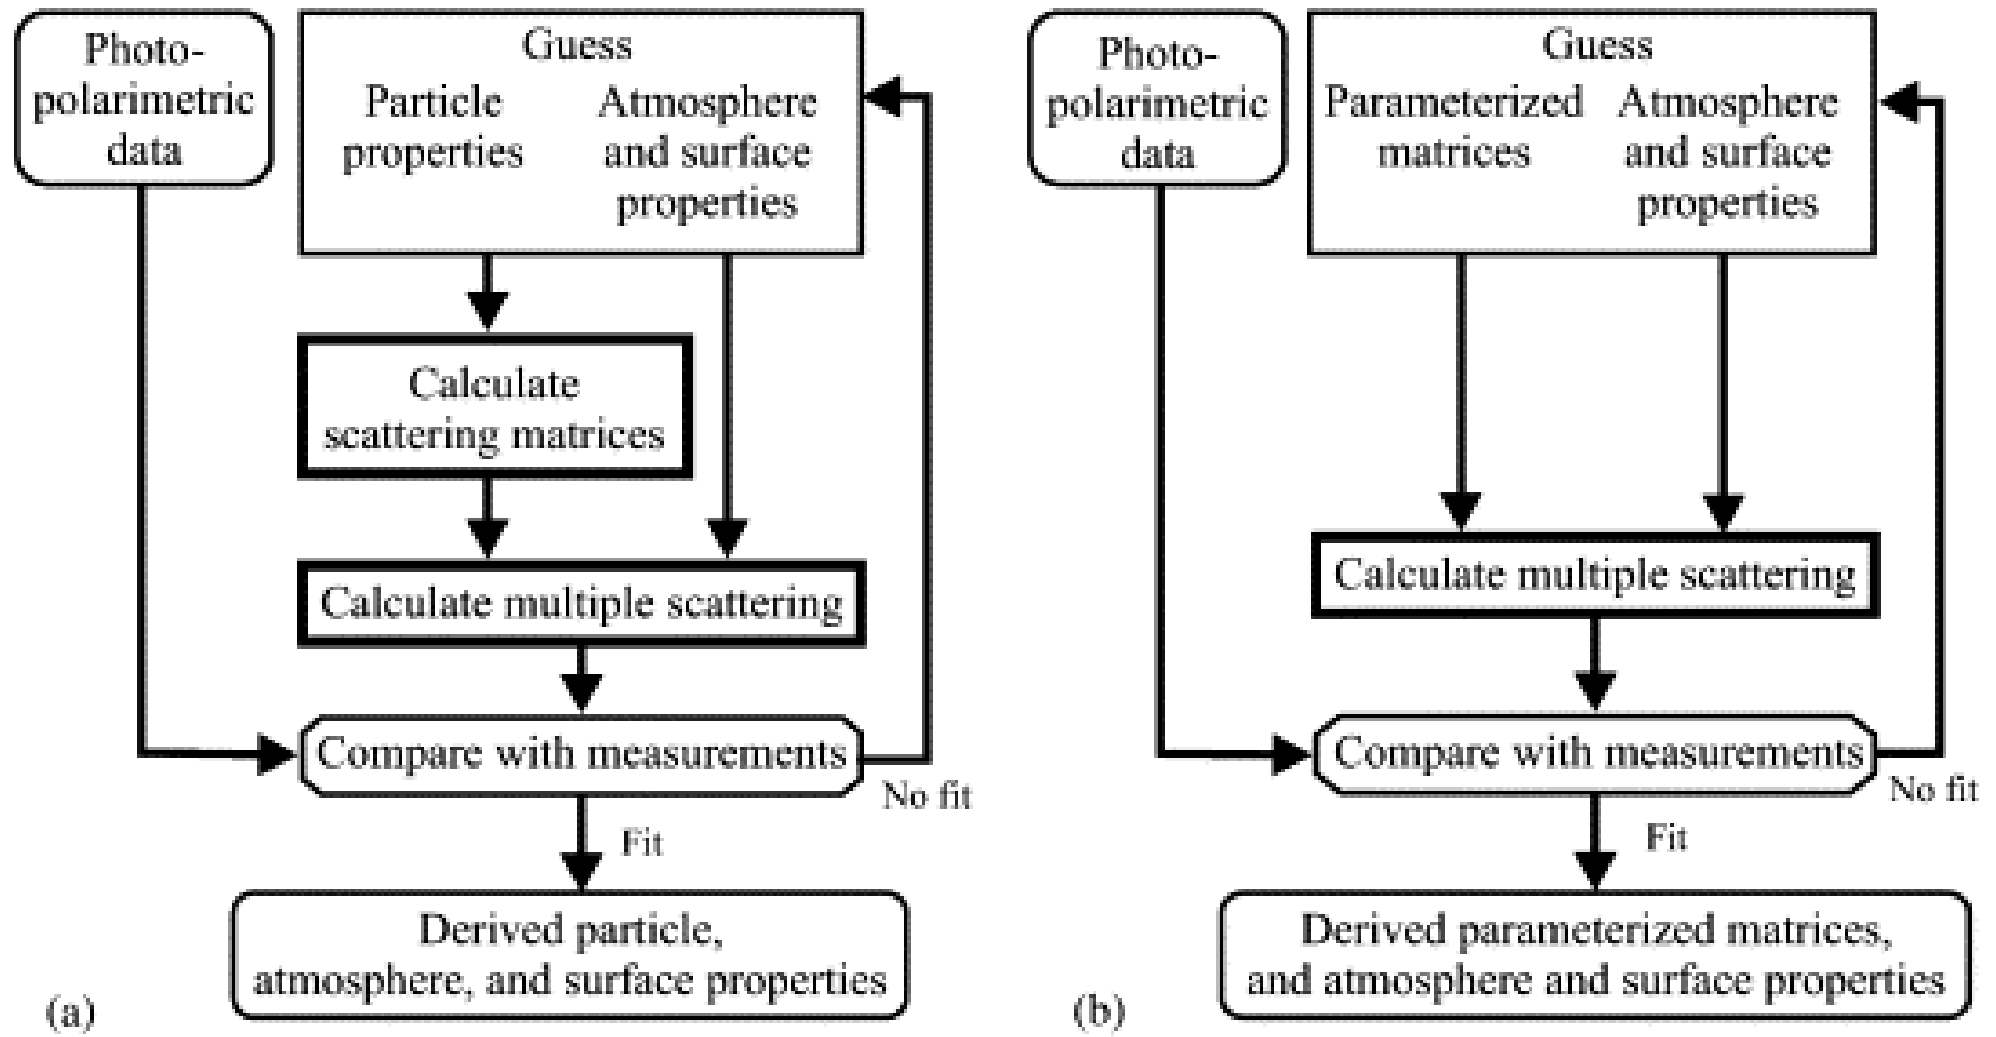 Photo-
polarimetric
data
Guess
Particle
properties
Atmosphere
and surface
properties
Calculate
scattering matrices
Calculate multiple scattering
Compare with measurements
No fit
Fit
Derived particle,
atmosphere, and surface properties
(a)
Photo-
polarimetric
data
Guess
Parameterized
matrices
Atmosphere
and surface
properties
Calculate multiple scattering
Compare with measurements
No fit
Fit
Derived parameterized matrices,
and atmosphere and surface properties
(b)